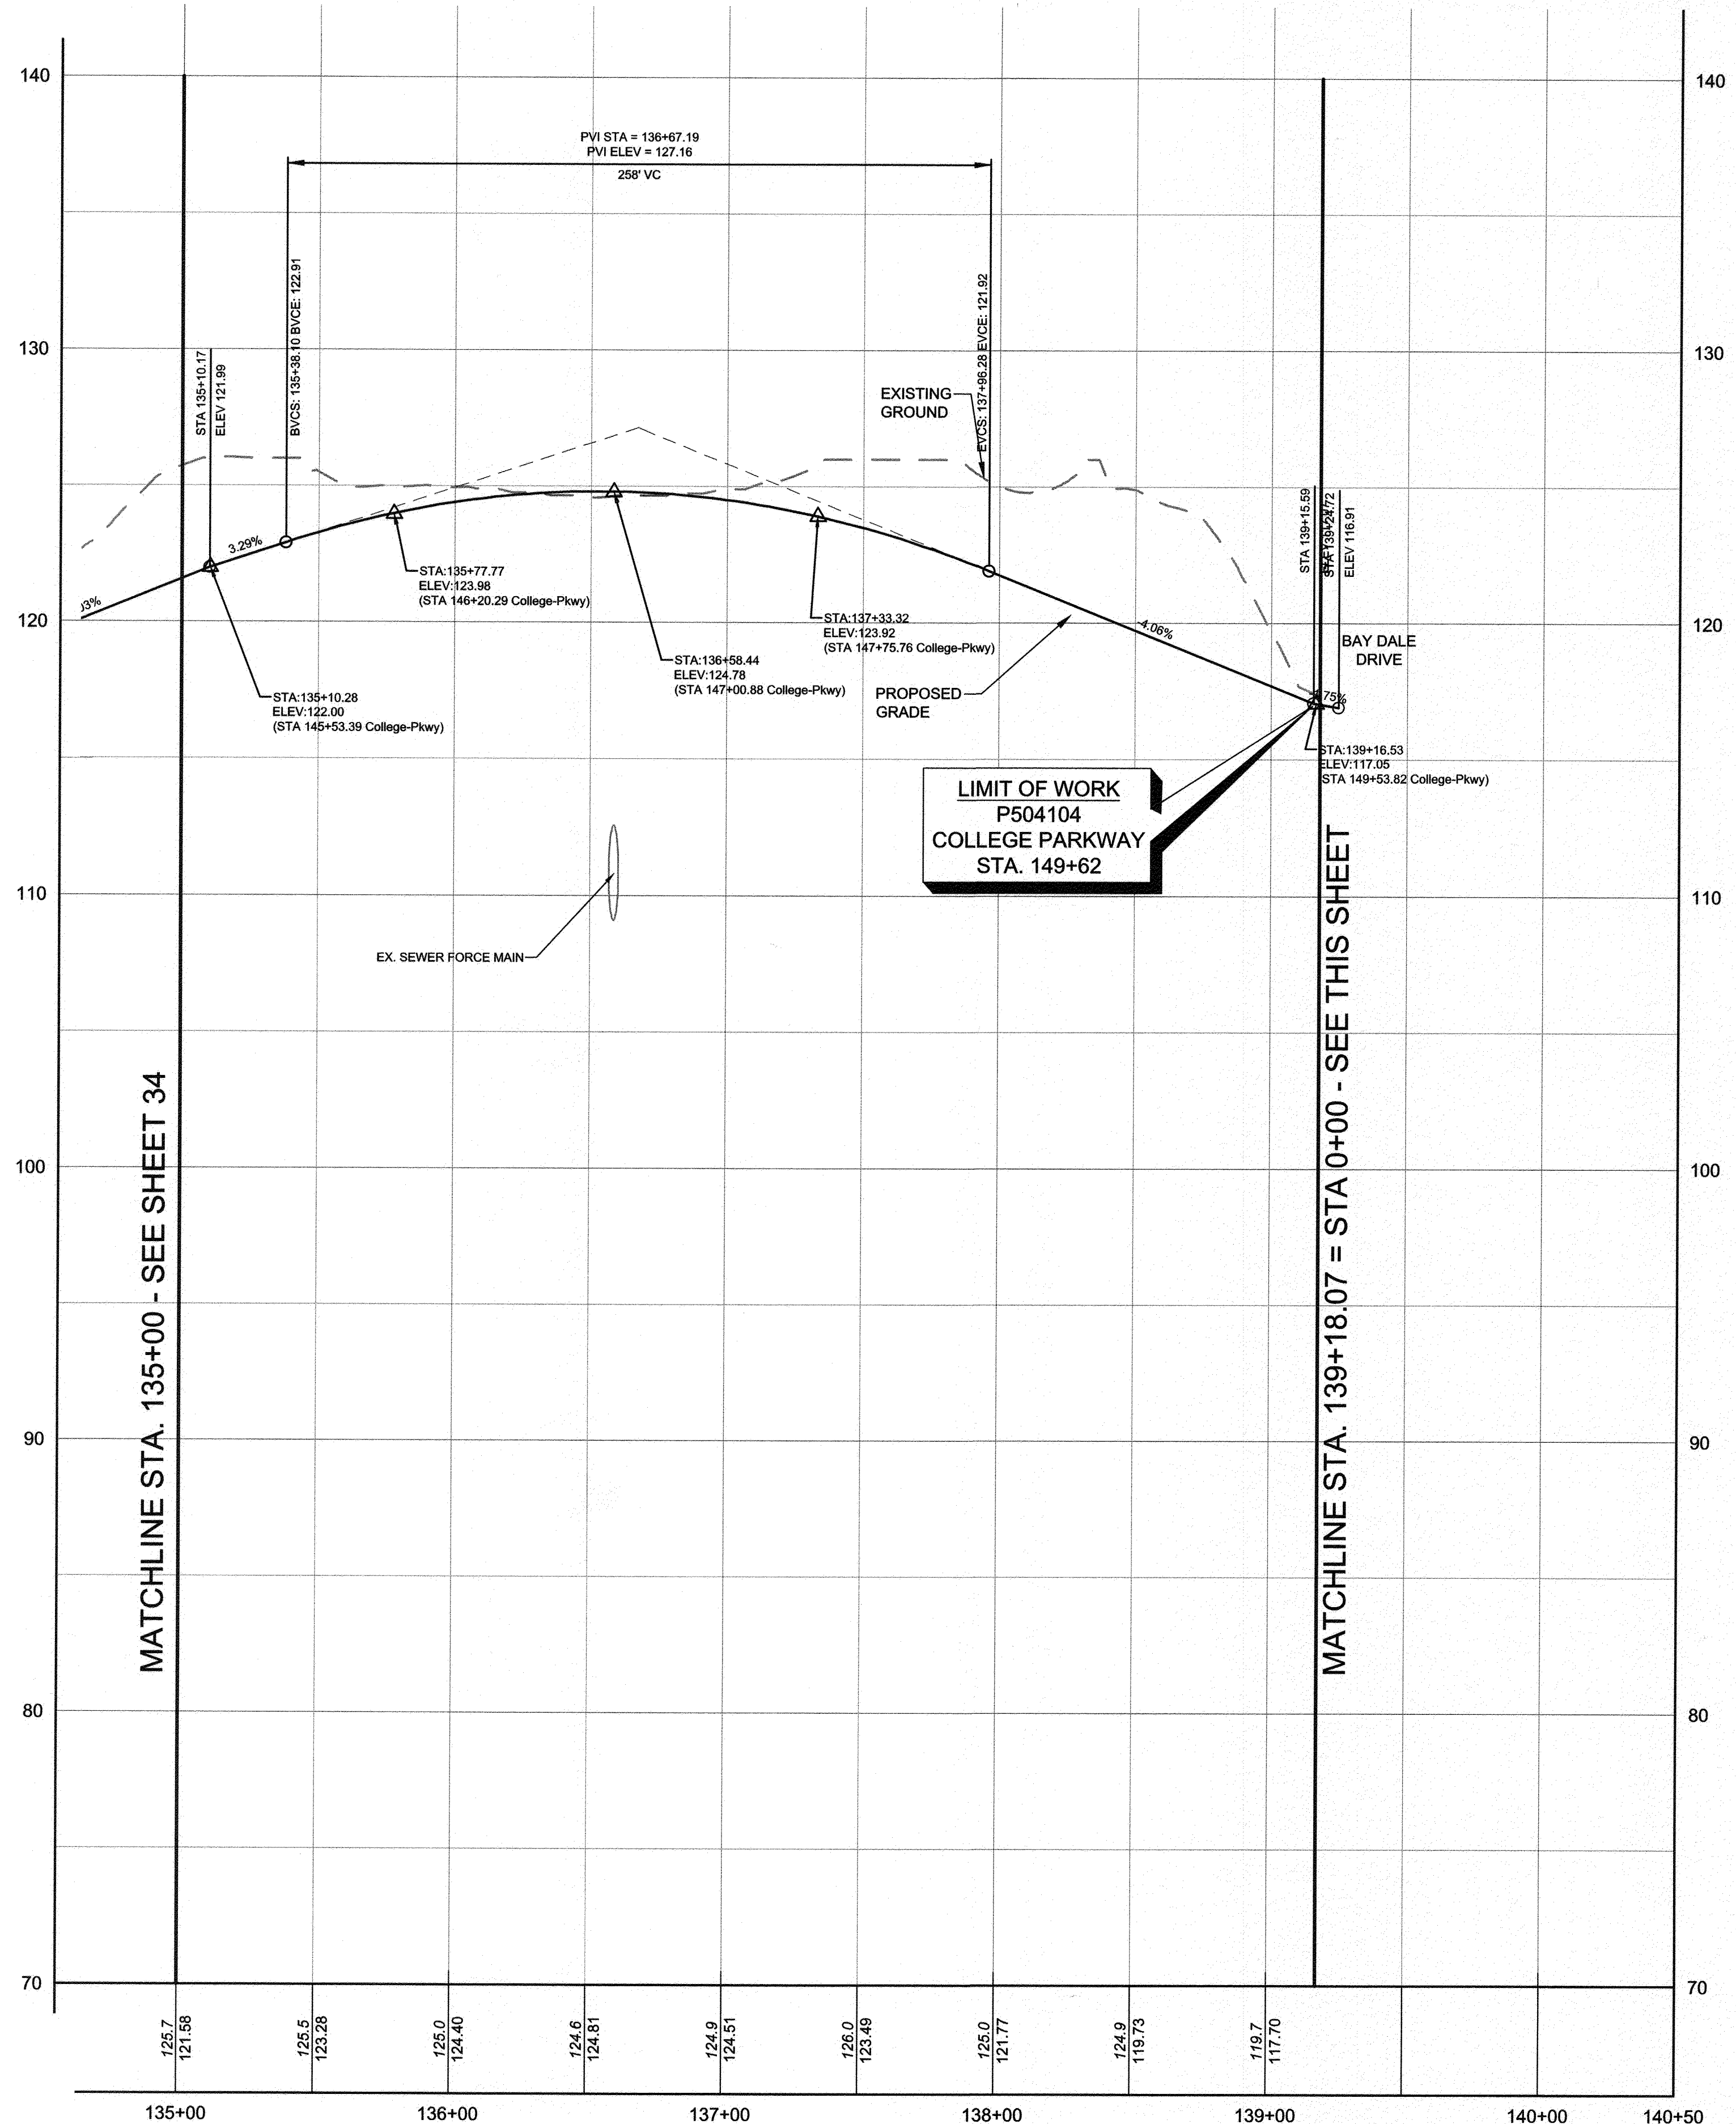 140
140
PVI STA = 136+67.19
PVI ELEV = 127.16
258' VC
BVCS: 135+38.10 BVCE: 122.91
EVCS: 137+96.28 EVCE: 121.92
130
130
STA 135+10.17
ELEV 121.99
EXISTING
GROUND
STA 139+15.59
STA 139+24.72
ELEV 116.91
3.29%
.03%
STA:135+77.77
ELEV:123.98
(STA 146+20.29 College-Pkwy)
120
120
STA:137+33.32
ELEV:123.92
(STA 147+75.76 College-Pkwy)
-4.06%
BAY DALE
DRIVE
STA:136+58.44
ELEV:124.78
(STA 147+00.88 College-Pkwy)
PROPOSED
GRADE
STA:135+10.28
ELEV:122.00
(STA 145+53.39 College-Pkwy)
STA:139+16.53
ELEV:117.05
(STA 149+53.82 College-Pkwy)
LIMIT OF WORK
P504104
COLLEGE PARKWAY
STA. 149+62
110
110
EX. SEWER FORCE MAIN
MATCHLINE STA. 135+00 - SEE SHEET 34
MATCHLINE STA. 139+18.07 = STA 0+00 - SEE THIS SHEET
100
100
90
90
80
80
70
70
125.7
121.58
125.5
123.28
125.0
124.40
124.6
124.81
124.9
124.51
126.0
123.49
125.0
121.77
124.9
119.73
119.7
117.70
135+00
136+00
137+00
138+00
139+00
140+00
140+50